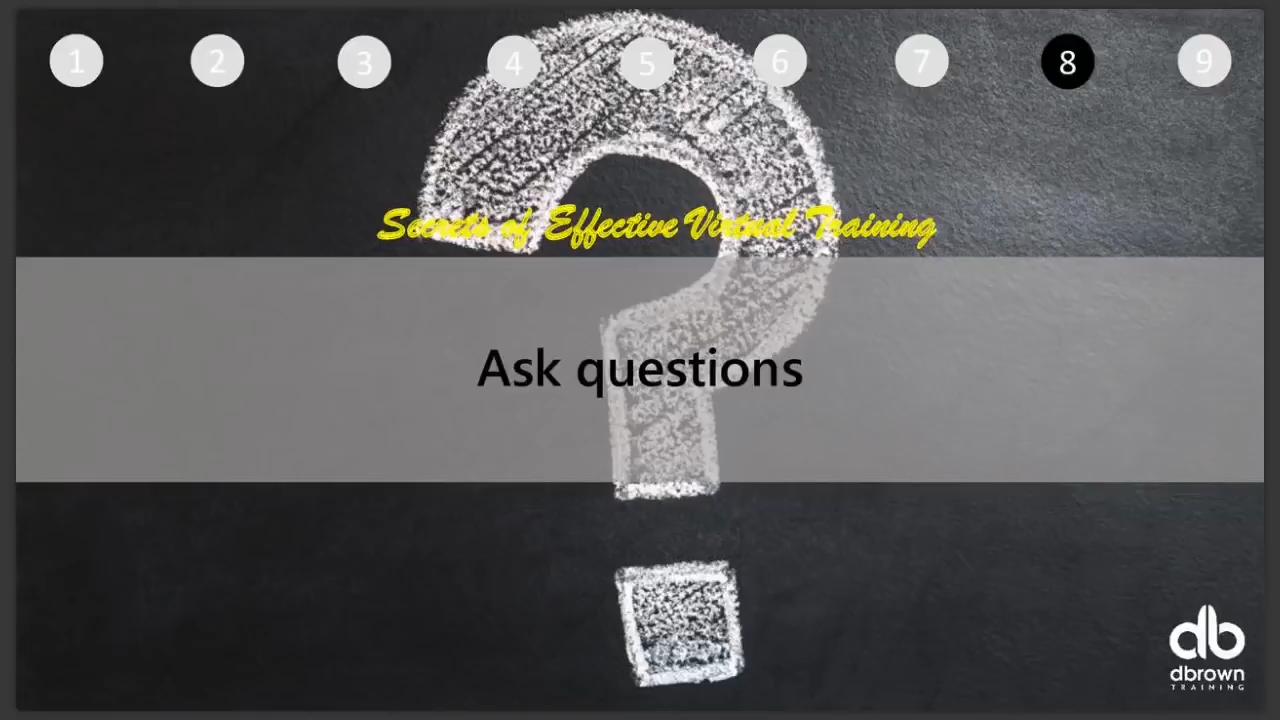 1 2 3 4 5 6 7 8 9
Secrets of Effective Virtual Training
Ask questions
db
dbrown
TRAINING